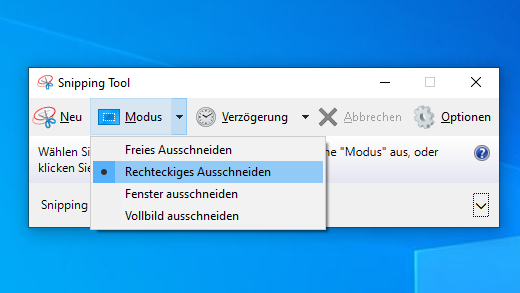 Snipping Tool
Neu Modus Verzögerung Abbrechen Optionen
Freies Ausschneiden
Rechteckiges Ausschneiden
Fenster ausschneiden
Vollbild ausschneiden
Wählen Si "Modus" aus, oder
klicken Sie
Snipping